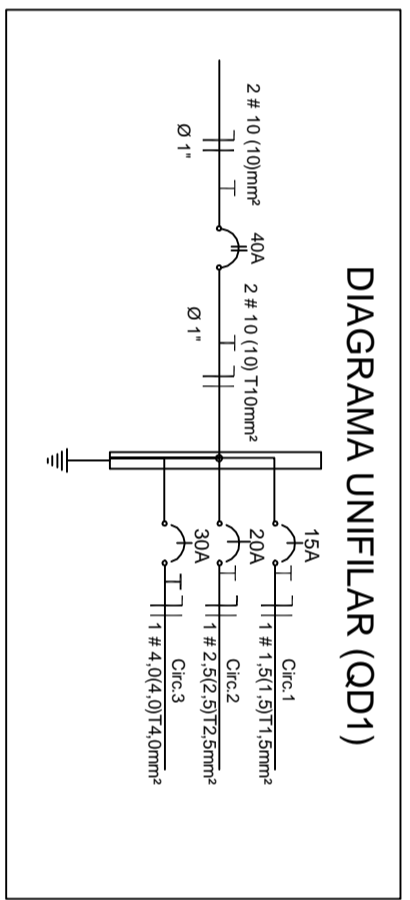 DIAGRAMA UNIFILAR (QD1)
2 # 10 (10)mm²
Ø 1"
40A
2 # 10 (10) T10mm²
Ø 1"
15A
Circ.1
1 # 1,5(1,5)T1,5mm²
20A
Circ.2
1 # 2,5(2,5)T2,5mm²
30A
Circ.3
1 # 4,0(4,0)T4,0mm²